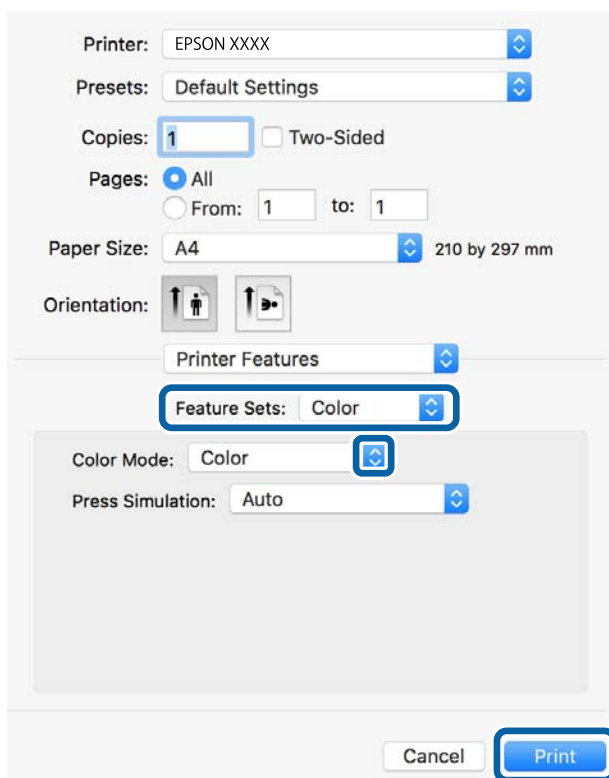 Printer: EPSON XXXX
Presets: Default Settings
Copies: 1 Two-Sided
Pages: All
From: 1 to: 1
Paper Size: A4 210 by 297 mm
Orientation:
Printer Features
Feature Sets: Color
Color Mode: Color
Press Simulation: Auto
Cancel Print